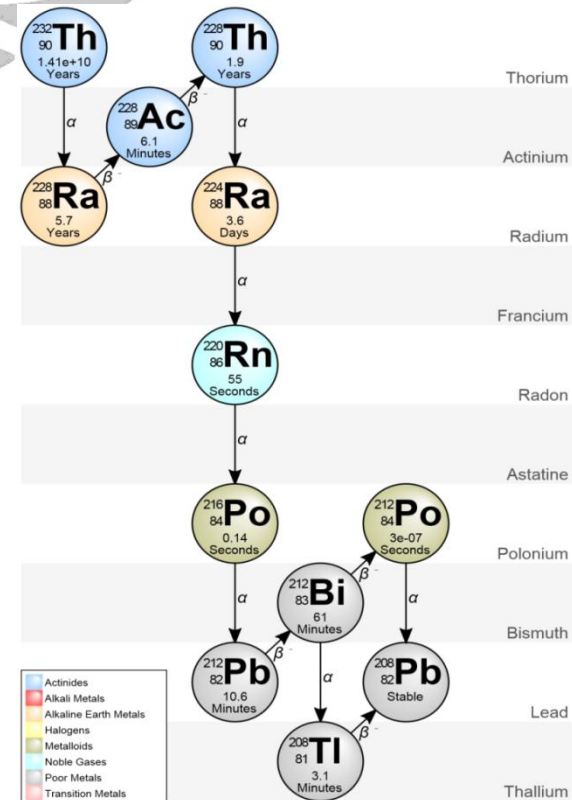 232
90 Th
1.41e+10
Years
228
90 Th
1.9
Years
Thorium
α
β⁻
α
228
89 Ac
6.1
Minutes
Actinium
β⁻
228
88 Ra
5.7
Years
224
88 Ra
3.6
Days
Radium
α
Francium
220
86 Rn
55
Seconds
Radon
α
Astatine
216
84 Po
0.14
Seconds
212
84 Po
3e-07
Seconds
Polonium
α
β⁻
α
212
83 Bi
61
Minutes
Bismuth
β⁻
212
82 Pb
10.6
Minutes
α
208
82 Pb
Stable
Lead
β⁻
208
81 Tl
3.1
Minutes
Thallium
Actinides
Alkali Metals
Alkaline Earth Metals
Halogens
Metalloids
Noble Gases
Poor Metals
Transition Metals